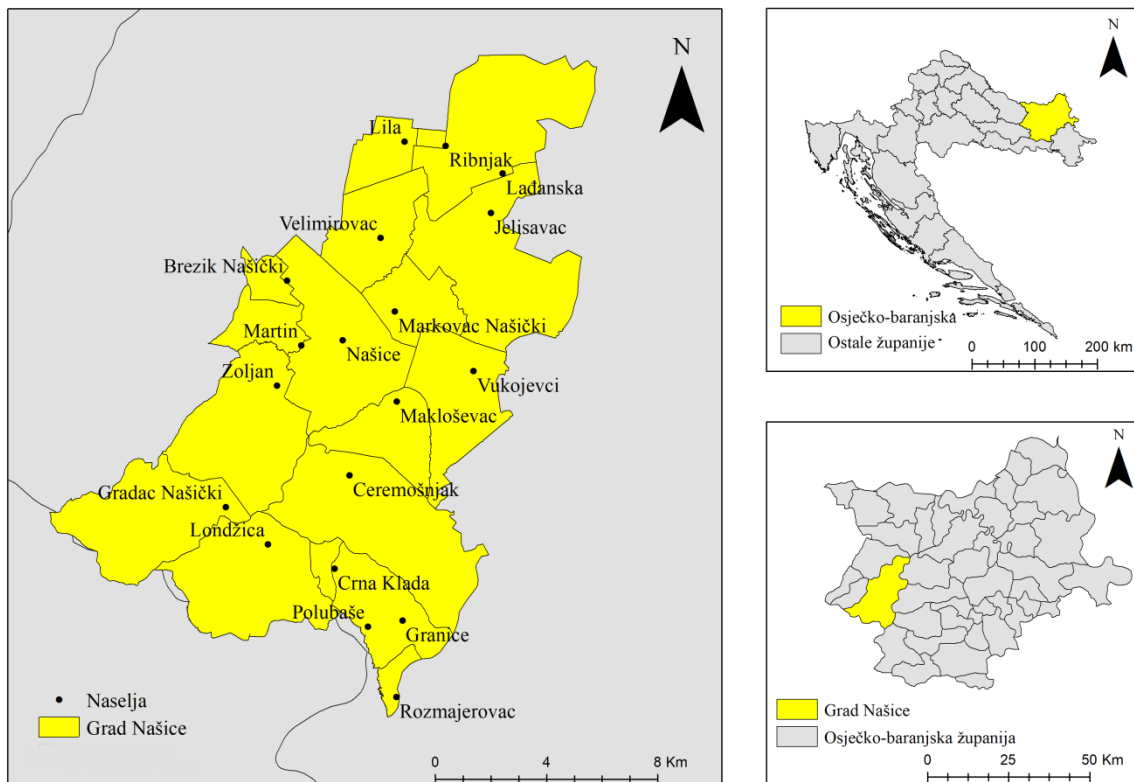 N
Lila
Ribnjak
Lađanska
Jelisavac
Velimirovac
Brezik Našički
Markovac Našički
Martin
Našice
Zoljan
Vukojevci
Makloševac
Ceremošnjak
Gradac Našički
Londžica
Crna Klada
Polubaše
Granice
Rozmajerovac
Naselja
Grad Našice
0 4 8 Km
N
Osječko-baranjska
Ostale županije
0 100 200 km
N
Grad Našice
Osječko-baranjska županija
0 25 50 Km